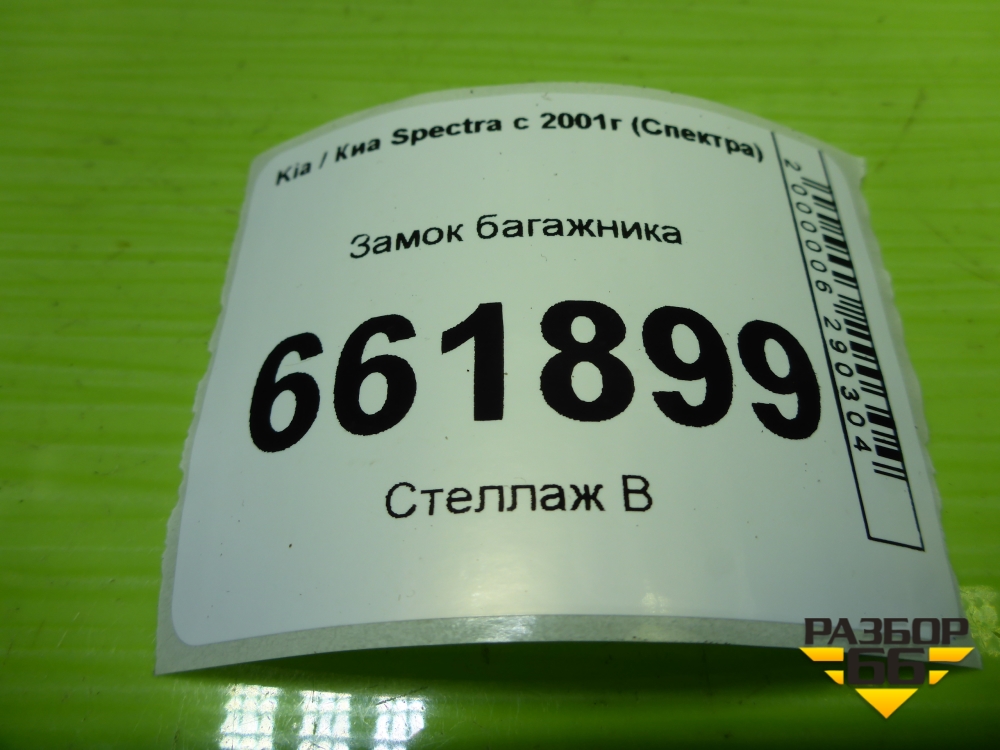 Kia / Киа Spectra с 2001г (Спектра)
Замок багажника
661899
Стеллаж В
2000006290304
РАЗБОР
66